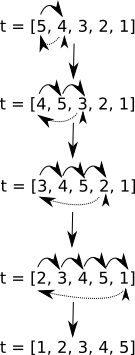 t = [5, 4, 3, 2, 1]
t = [4, 5, 3, 2, 1]
t = [3, 4, 5, 2, 1]
t = [2, 3, 4, 5, 1]
t = [1, 2, 3, 4, 5]